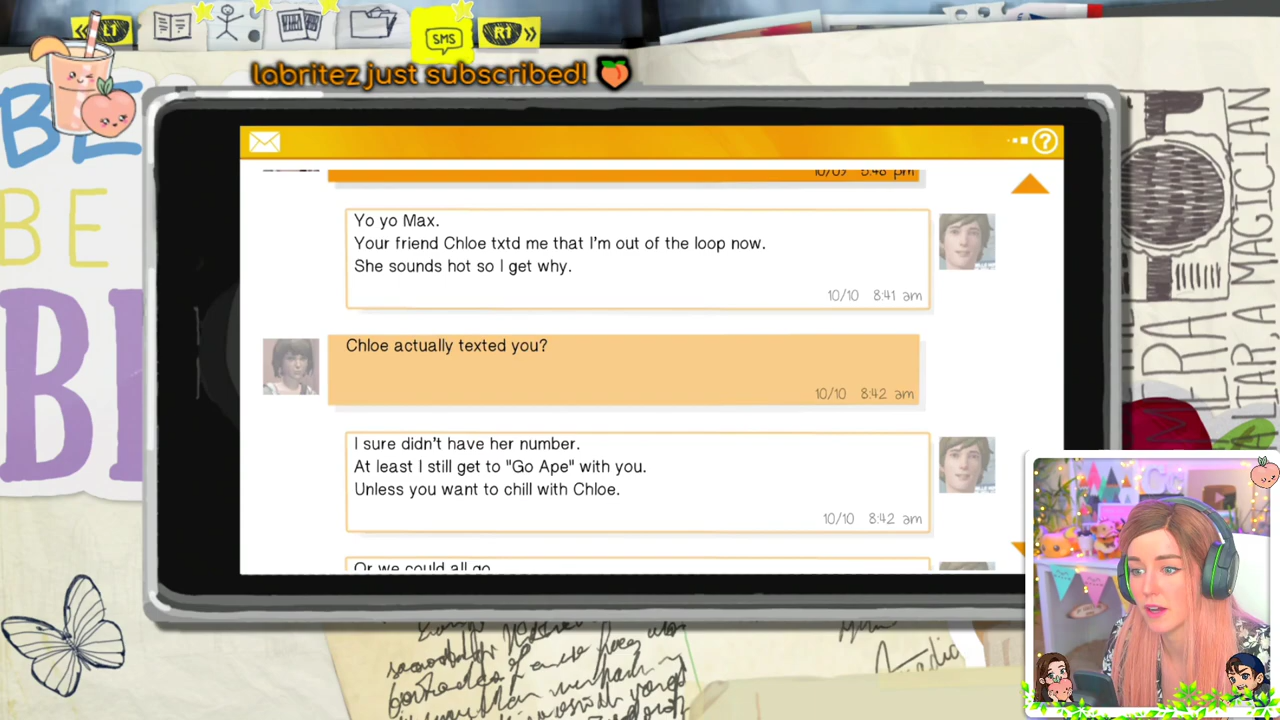 L1
SMS
R1
labritez just subscribed!
BE
BE
10/09 5:48 pm
Yo yo Max.
Your friend Chloe txtd me that I'm out of the loop now.
She sounds hot so I get why.
10/10 8:41 am
Chloe actually texted you?
10/10 8:42 am
I sure didn't have her number.
At least I still get to "Go Ape" with you.
Unless you want to chill with Chloe.
10/10 8:42 am
Or we could all go
LIAR, A MAGICIAN